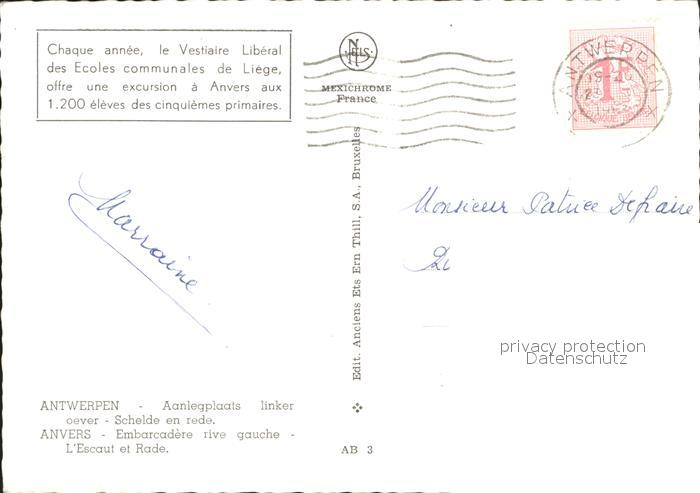 Chaque année, le Vestiaire Libéral
des Ecoles communales de Liége,
offre une excursion à Anvers aux
1.200 élèves des cinquièmes primaires.
NELS
MEXICHROME
France
ANTWERPEN
Marraine
Edit. Anciens Ets Ern Thill, S.A., Bruxelles
Monsieur Patrice Defraire
privacy protection
Datenschutz
ANTWERPEN - Aanlegplaats linker
oever - Schelde en rede.
ANVERS - Embarcadère rive gauche -
L'Escaut et Rade.
AB 3